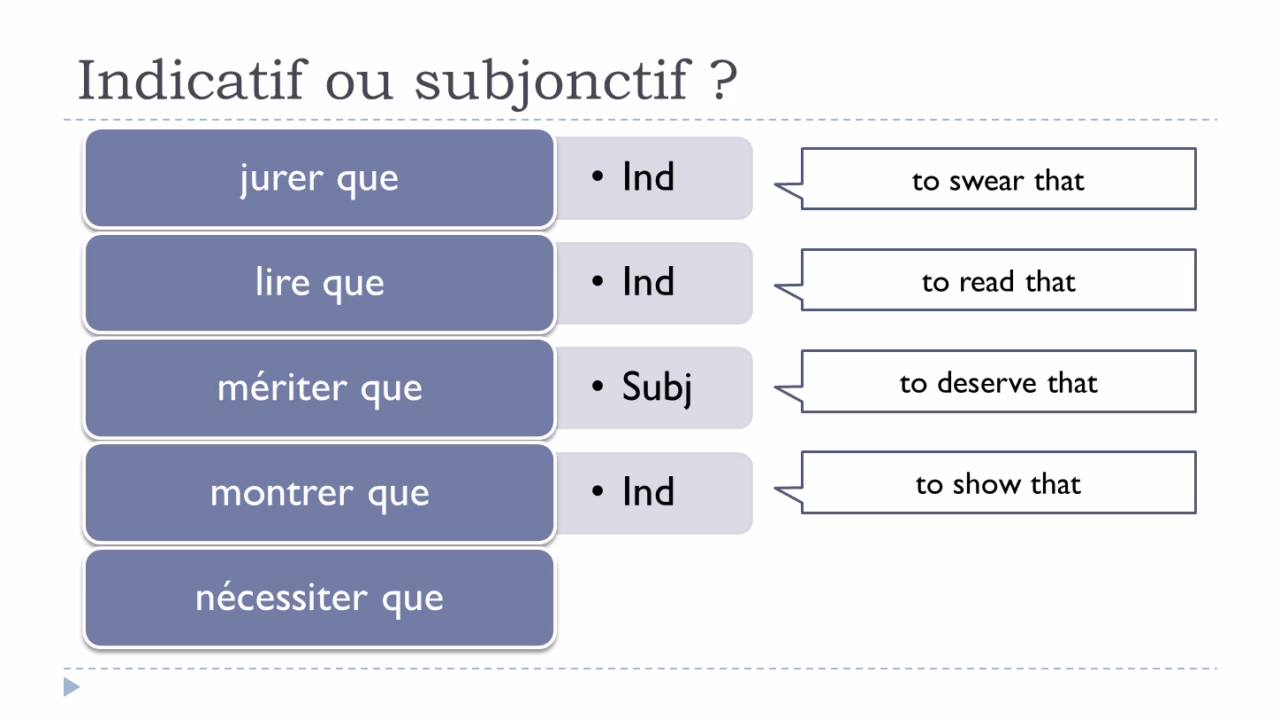 Indicatif ou subjonctif ?
jurer que
• Ind
to swear that
lire que
• Ind
to read that
mériter que
• Subj
to deserve that
montrer que
• Ind
to show that
nécessiter que